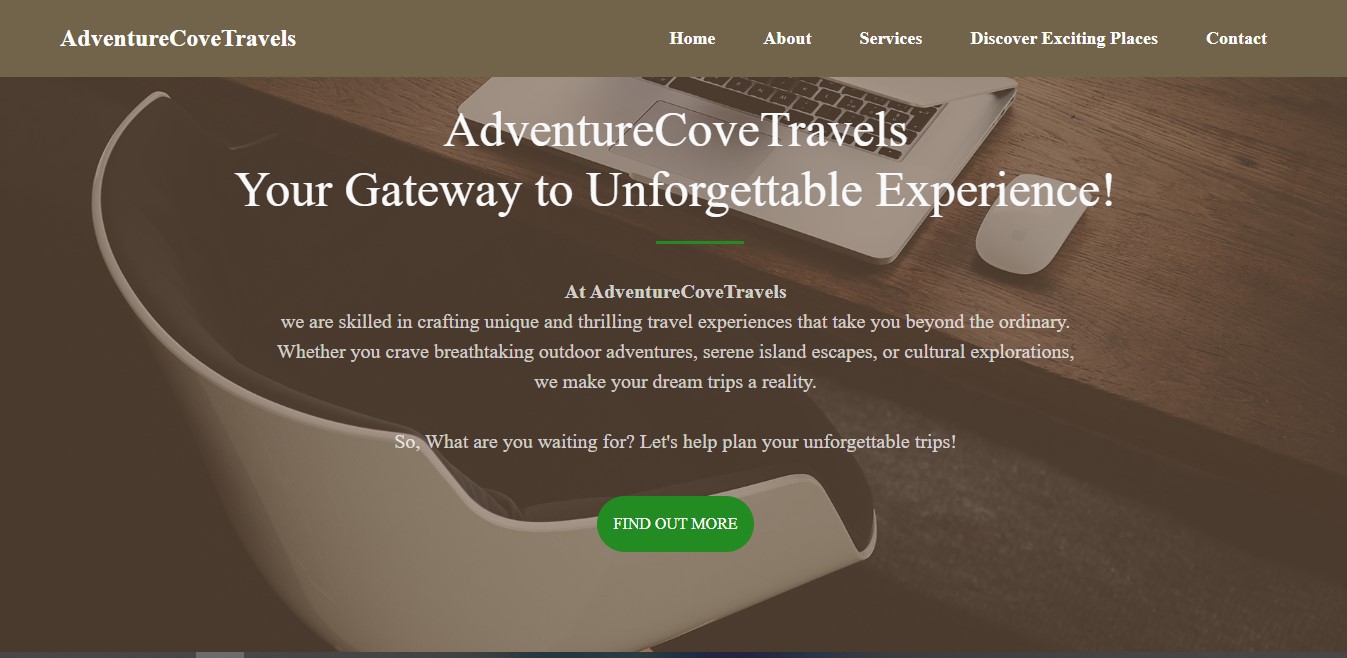 AdventureCoveTravels
Home About Services Discover Exciting Places Contact
AdventureCoveTravels
Your Gateway to Unforgettable Experience!
At AdventureCoveTravels
we are skilled in crafting unique and thrilling travel experiences that take you beyond the ordinary.
Whether you crave breathtaking outdoor adventures, serene island escapes, or cultural explorations,
we make your dream trips a reality.
So, What are you waiting for? Let's help plan your unforgettable trips!
FIND OUT MORE